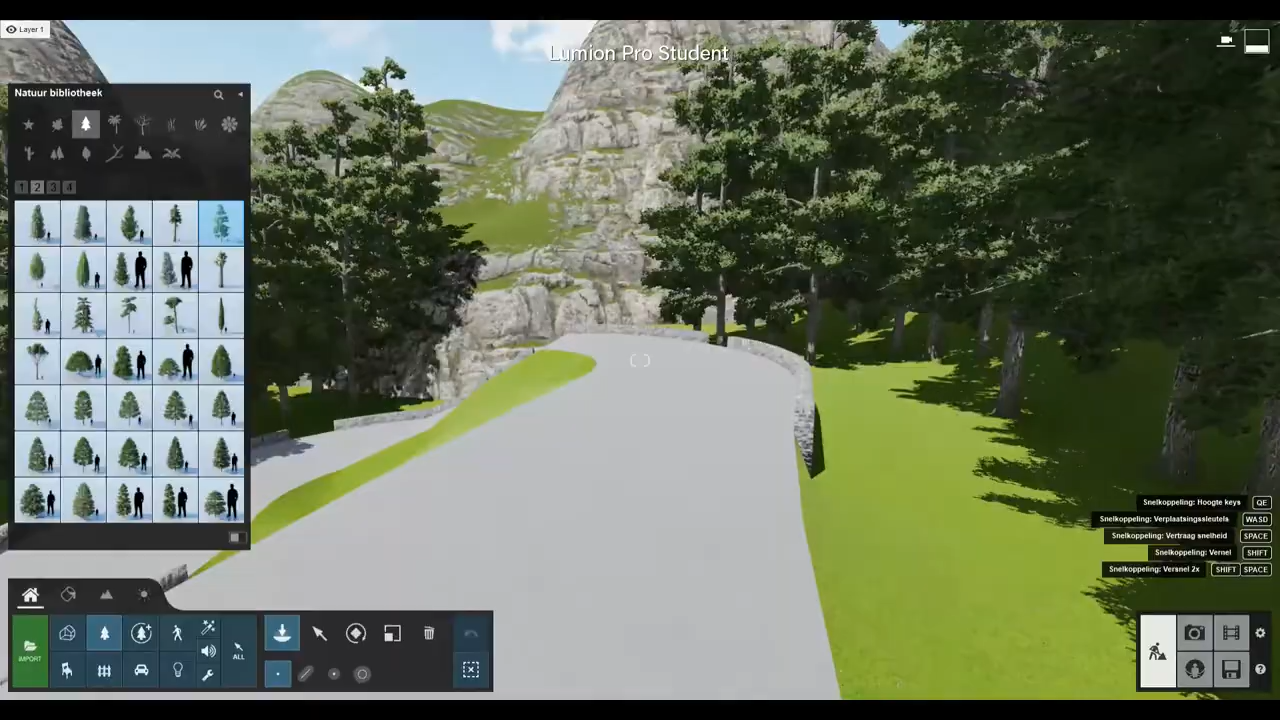 Layer 1
Lumion Pro Student
Natuur bibliotheek
1 2 3 4
Snelkoppeling: Hoogte keys QE
Snelkoppeling: Verplaatsingssleutels WASD
Snelkoppeling: Vertraag snelheid SPACE
Snelkoppeling: Vernel SHIFT
Snelkoppeling: Versnel 2x SHIFT SPACE
IMPORT
ALL